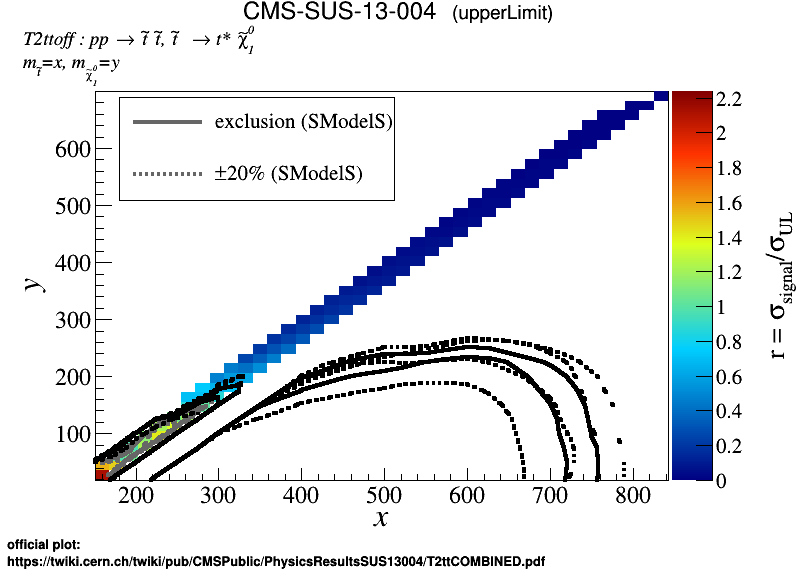 CMS-SUS-13-004 (upperLimit)
T2ttoff : pp → t̃ t̃, t̃ → t* χ̃₁⁰
m_t̃=x, m_χ̃₁⁰=y
exclusion (SModelS)
±20% (SModelS)
y
600
500
400
300
200
100
200 300 400 500 600 700 800
x
2.2
2
1.8
1.6
1.4
1.2
1
0.8
0.6
0.4
0.2
0
r = σ_signal/σ_UL
official plot:
https://twiki.cern.ch/twiki/pub/CMSPublic/PhysicsResultsSUS13004/T2ttCOMBINED.pdf